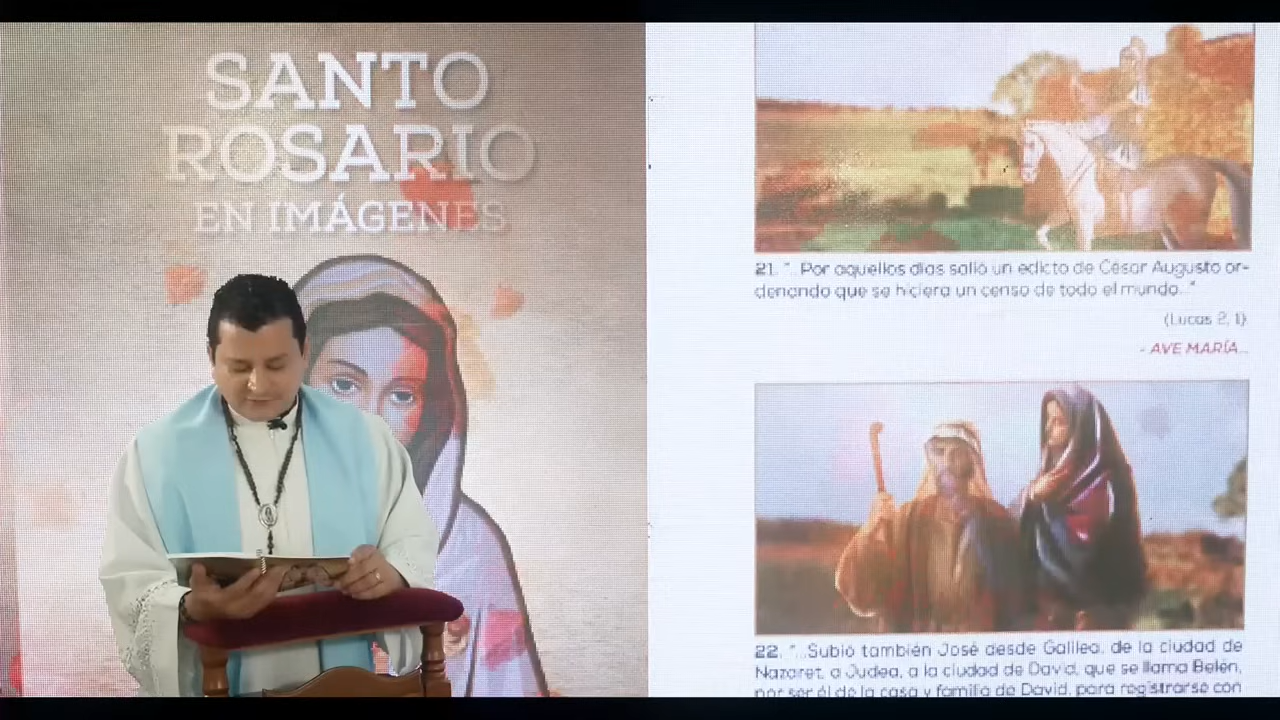 SANTO
ROSARIO
EN IMÁGENES
21. "...Por aquellos días salió un edicto de César Augusto or-
denando que se hiciera un censo de todo el mundo..."
(Lucas 2, 1)
- AVE MARÍA...
22. "...Subió también José desde Galilea, de la ciudad de
Nazaret, a Judea, a la ciudad de David, que se llama Belén,
por ser él de la casa y familia de David, para registrarse con